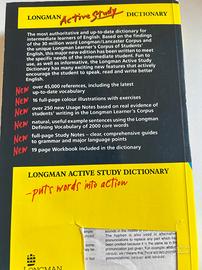 LONGMAN Active Study DICTIONARY
The most authoritative and up-to-date dictionary for
intermediate learners of English. Based on the findings
of the 30 million word Longman/Lancaster Corpus and
the unique Longman Learner's Corpus of Students'
English, this major new edition has been written to meet
the specific needs of the intermediate student. Fun to
use, as well as informative, the Longman Active Study
Dictionary has many exciting new features that actively
encourage the student to speak, read and write better
English.
New over 45,000 references, including the latest
up-to-date vocabulary
New 16 full-page colour illustrations with exercises
New over 250 new Usage Notes based on real evidence of
students' writing in the Longman Learner's Corpus
New natural, useful example sentences using the Longman
Defining Vocabulary of 2000 core words
New full-page Study Notes – clear, comprehensive guides
to grammar and major language points
New 19 page Workbook included in the dictionary
LONGMAN ACTIVE STUDY DICTIONARY
-puts words into action
LONGMAN